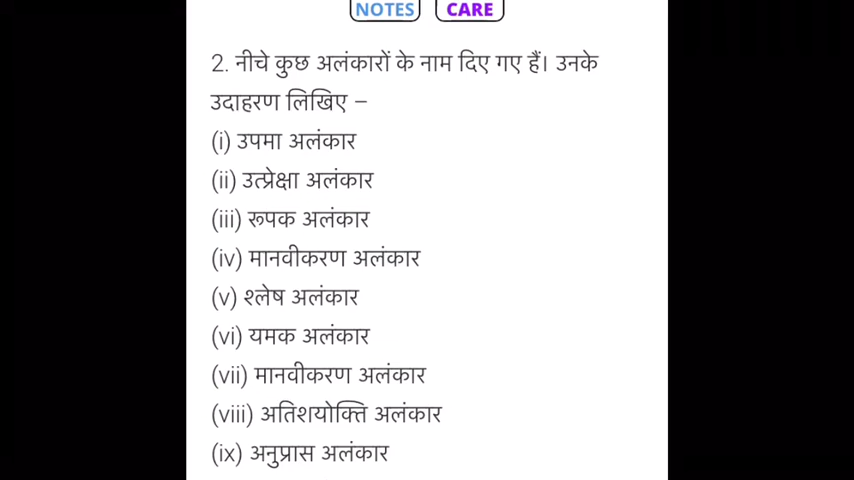 NOTES CARE
2. नीचे कुछ अलंकारों के नाम दिए गए हैं। उनके
उदाहरण लिखिए –
(i) उपमा अलंकार
(ii) उत्प्रेक्षा अलंकार
(iii) रूपक अलंकार
(iv) मानवीकरण अलंकार
(v) श्लेष अलंकार
(vi) यमक अलंकार
(vii) मानवीकरण अलंकार
(viii) अतिशयोक्ति अलंकार
(ix) अनुप्रास अलंकार